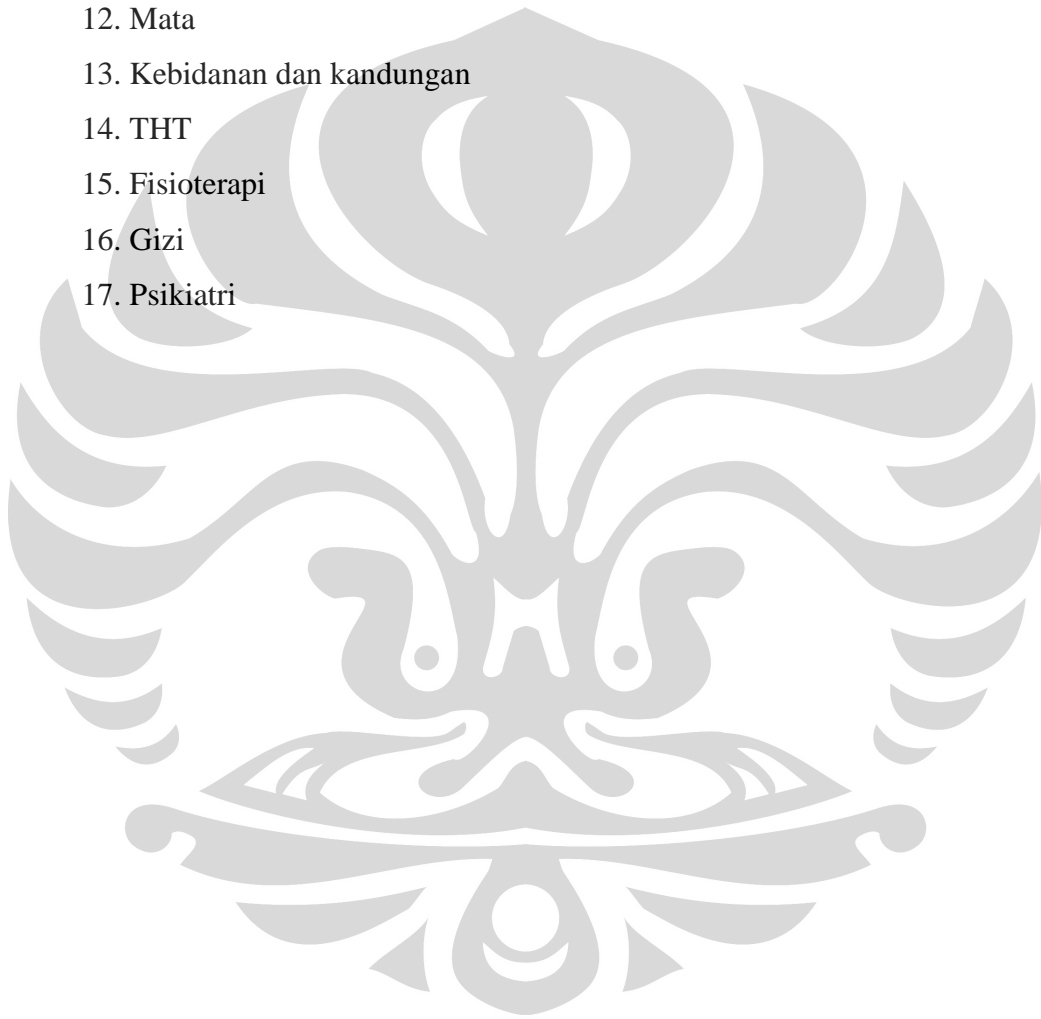 12. Mata
13. Kebidanan dan kandungan
14. THT
15. Fisioterapi
16. Gizi
17. Psikiatri